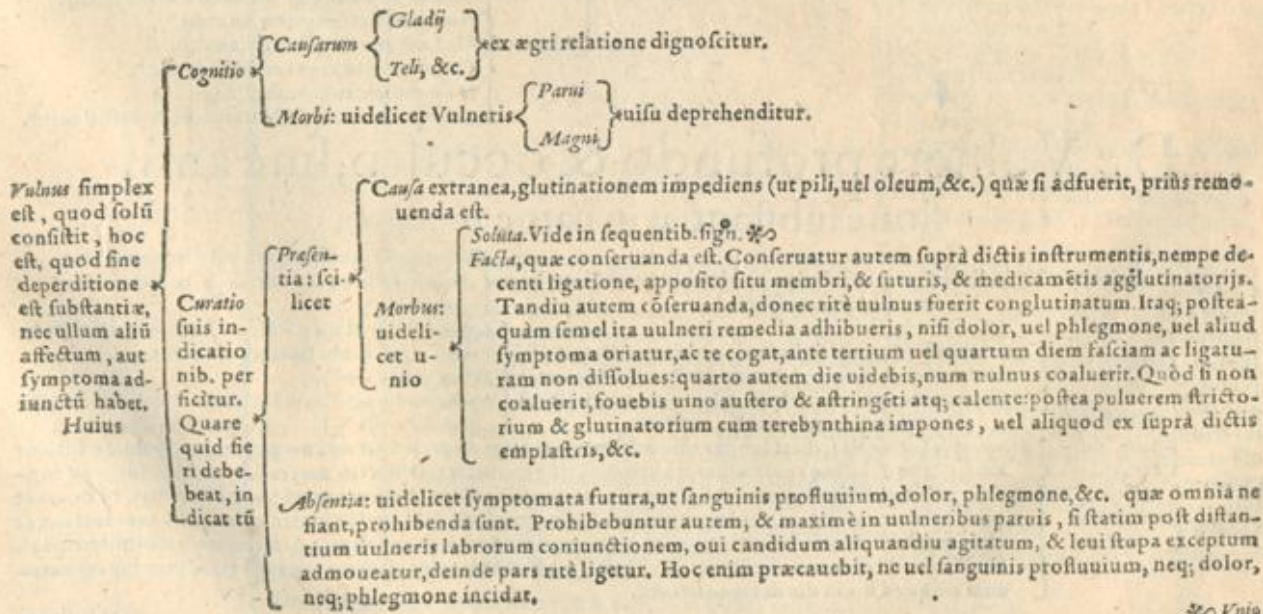 Vulnus ſimplex
eſt, quod ſolũ
conſiſtit, hoc
eſt, quod ſine
deperditione
eſt ſubſtantiæ,
nec ullum aliũ
affectum, aut
ſymptoma ad-
iunctũ habet.
Huius
Cognitio
Cauſarum
Gladij
Teli, &c.
ex ægri relatione dignoſcitur.
Morbi: uidelicet Vulneris
Parui
Magni
uiſu deprehenditur.
Curatio
ſuis in-
dicatio
nib. per
ficitur.
Quare
quid fie
ri debe-
beat, in
dicat tũ
Præſen-
tia: ſci-
licet
Cauſa extranea, glutinationem impediens (ut pili, uel oleum, &c.) quæ ſi adfuerit, priùs remo-
uenda eſt.
Morbus:
uideli-
cet u-
nio
Soluta. Vide in ſequentib. ſign.
Facta, quæ conſeruanda eſt. Conſeruatur autem ſuprà dictis inſtrumentis, nempe de-
centi ligatione, appoſito ſitu membri, & ſuturis, & medicamẽtis agglutinatorijs.
Tandiu autem cõſeruanda, donec ritè uulnus fuerit conglutinatum. Itaq; poſtea-
quàm ſemel ita uulneri remedia adhibueris, niſi dolor, uel phlegmone, uel aliud
ſymptoma oriatur, ac te cogat, ante tertium uel quartum diem faſciam ac ligatu-
ram non diſſolues: quarto autem die uidebis, num nulnus coaluerit. Quòd ſi non
coaluerit, fouebis uino auſtero & aſtringẽti atq; calente: poſtea puluerem ſtricto-
rium & glutinatorium cum terebynthina impones, uel aliquod ex ſuprà dictis
emplaſtris, &c.
Abſentia: uidelicet ſymptomata futura, ut ſanguinis profluuium, dolor, phlegmone, &c. quæ omnia ne
fiant, prohibenda ſunt. Prohibebuntur autem, & maximè in uulneribus paruis, ſi ſtatim poſt diſtan-
tium uulneris labrorum coniunctionem, oui candidum aliquandiu agitatum, & leui ſtupa exceptum
admoueatur, deinde pars ritè ligetur. Hoc enim præcauebit, ne uel ſanguinis profluuium, neq; dolor,
neq; phlegmone incidat.
Vnio